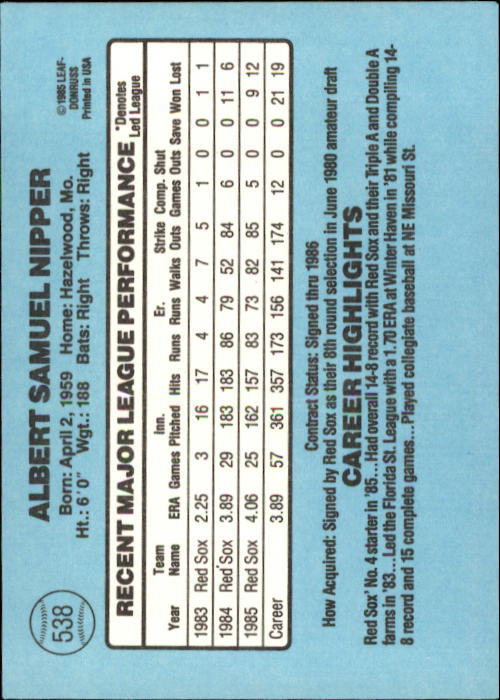 538
ALBERT SAMUEL NIPPER
Born: April 2, 1959 Home: Hazelwood, Mo.
Ht.: 6'0" Wgt.: 188 Bats: Right Throws: Right
©1985 LEAF-
DONRUSS
Printed in USA
RECENT MAJOR LEAGUE PERFORMANCE *Denotes
Led League
Team Inn. Er. Strike Comp. Shut
Year Name ERA Games Pitched Hits Runs Runs Walks Outs Games Outs Save Won Lost
1983 Red Sox 2.25 3 16 17 4 4 7 5 1 0 0 1 1
1984 Red Sox 3.89 29 183 183 86 79 52 84 6 0 0 11 6
1985 Red Sox 4.06 25 162 157 83 73 82 85 5 0 0 9 12
Career 3.89 57 361 357 173 156 141 174 12 0 0 21 19
Contract Status: Signed thru 1986
How Acquired: Signed by Red Sox as their 8th round selection in June 1980 amateur draft
CAREER HIGHLIGHTS
Red Sox' No. 4 starter in '85...Had overall 14-8 record with Red Sox and their Triple A and Double A
farms in '83...Led the Florida St. League with a 1.70 ERA at Winter Haven in '81 while compiling 14-
8 record and 15 complete games...Played collegiate baseball at NE Missouri St.